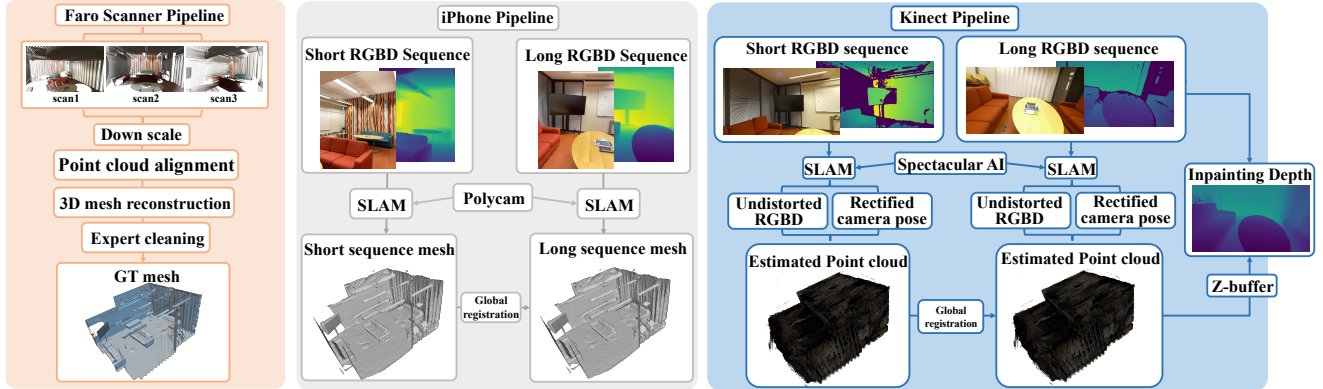 Faro Scanner Pipeline
scan1 scan2 scan3
Down scale
Point cloud alignment
3D mesh reconstruction
Expert cleaning
GT mesh
iPhone Pipeline
Short RGBD Sequence
Long RGBD Sequence
SLAM
Polycam
SLAM
Short sequence mesh
Long sequence mesh
Global
registration
Kinect Pipeline
Short RGBD sequence
Long RGBD sequence
SLAM
Spectacular AI
SLAM
Undistorted
RGBD
Rectified
camera pose
Undistorted
RGBD
Rectified
camera pose
Estimated Point cloud
Estimated Point cloud
Global
registration
Inpainting Depth
Z-buffer